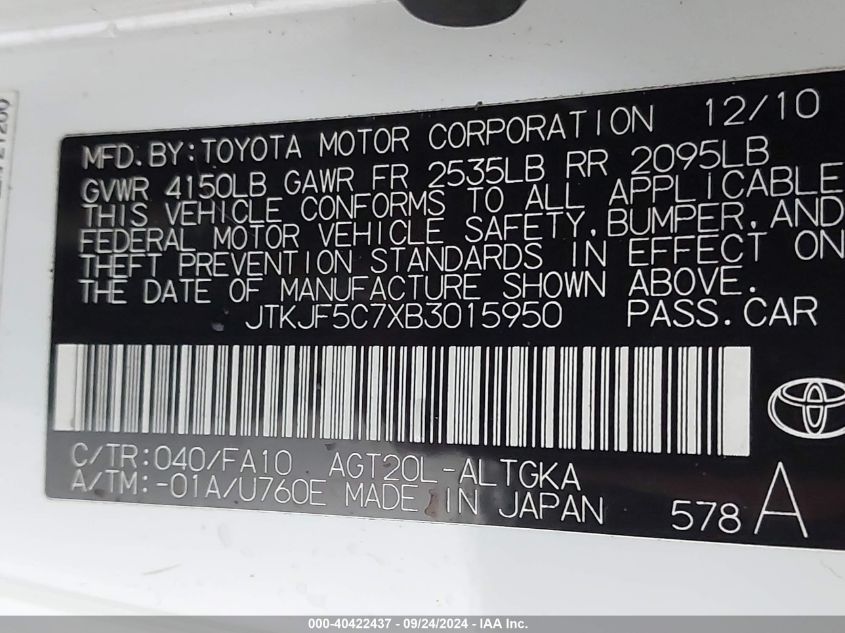 MFD. BY: TOYOTA MOTOR CORPORATION 12/10
GVWR 4150LB GAWR FR 2535LB RR 2095LB
THIS VEHICLE CONFORMS TO ALL APPLICABLE
FEDERAL MOTOR VEHICLE SAFETY, BUMPER, AND
THEFT PREVENTION STANDARDS IN EFFECT ON
THE DATE OF MANUFACTURE SHOWN ABOVE.
JTKJF5C7XB3015950 PASS.CAR
C/TR:040/FA10 AGT20L-ALTGKA
A/TM:-01A/U760E MADE IN JAPAN 578 A
000-40422437 - 09/24/2024 - IAA Inc.